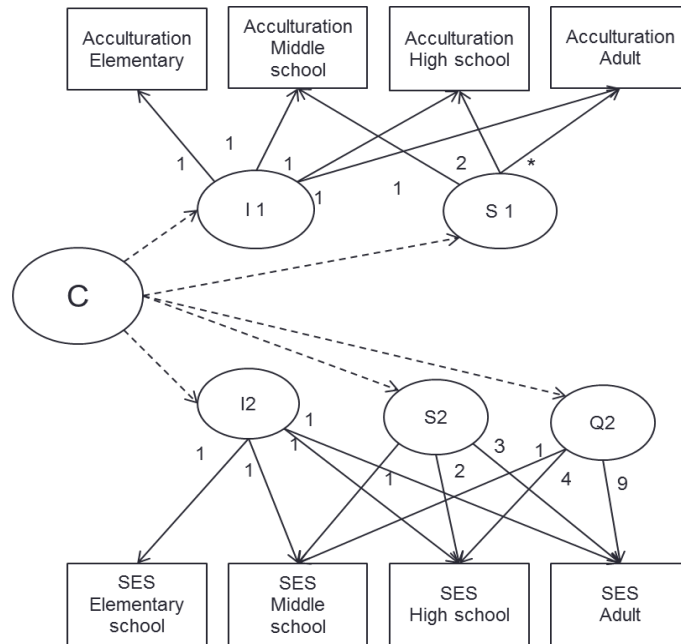 Acculturation
Elementary
Acculturation
Middle
school
Acculturation
High school
Acculturation
Adult
1
1
1
1
1
2
*
I 1
S 1
C
I2
S2
Q2
1
1
1
1
1
2
3
1
4
9
SES
Elementary
school
SES
Middle
school
SES
High school
SES
Adult